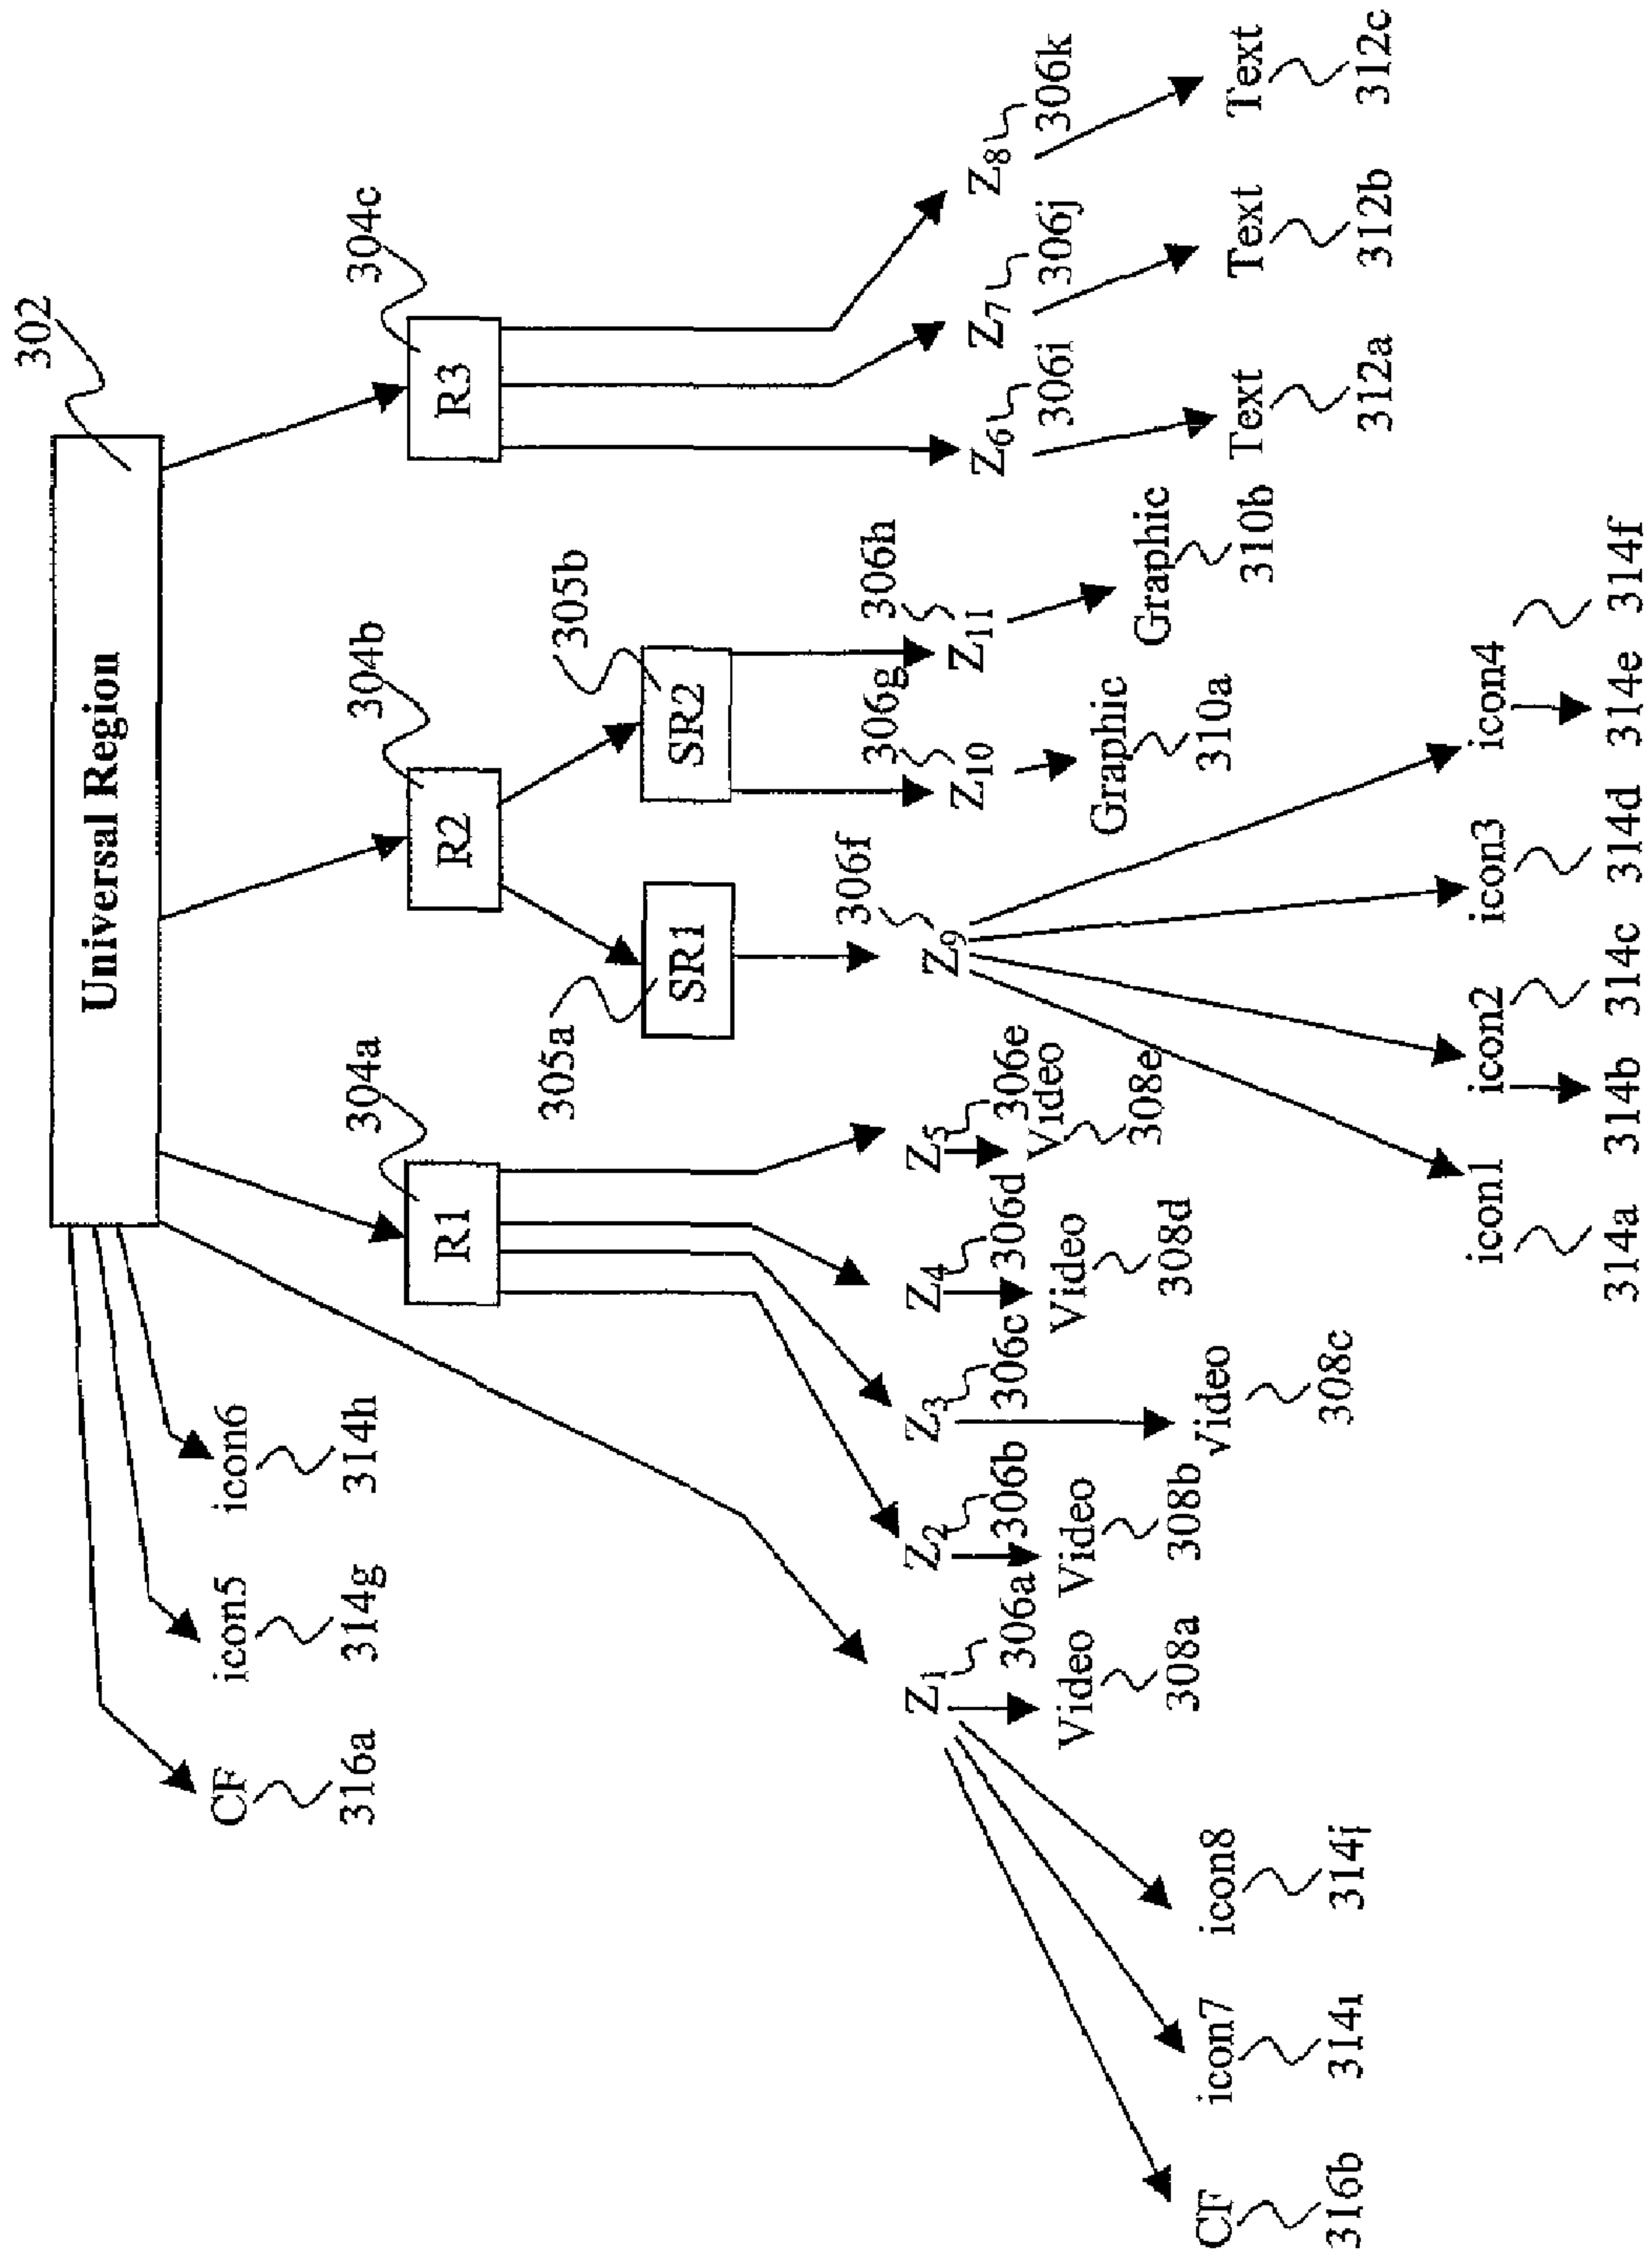 302
Universal Region
CF
316a
icon5
314g
icon6
314h
304a
304b
304c
R1
R2
R3
305a
305b
SR1
SR2
Z1
306a
Z2
306b
Z3
306c
Z4
306d
Z5
306e
Z9
306f
Z10
306g
Z11
306h
Z6
306i
Z7
306j
Z8
306k
Video
308a
Video
308b
Video
308c
Video
308d
Video
308e
Graphic
310a
Graphic
310b
Text
312a
Text
312b
Text
312c
CF
316b
icon7
314i
icon8
314j
icon1
314a
icon2
314b
314c
icon3
314d
icon4
314e
314f